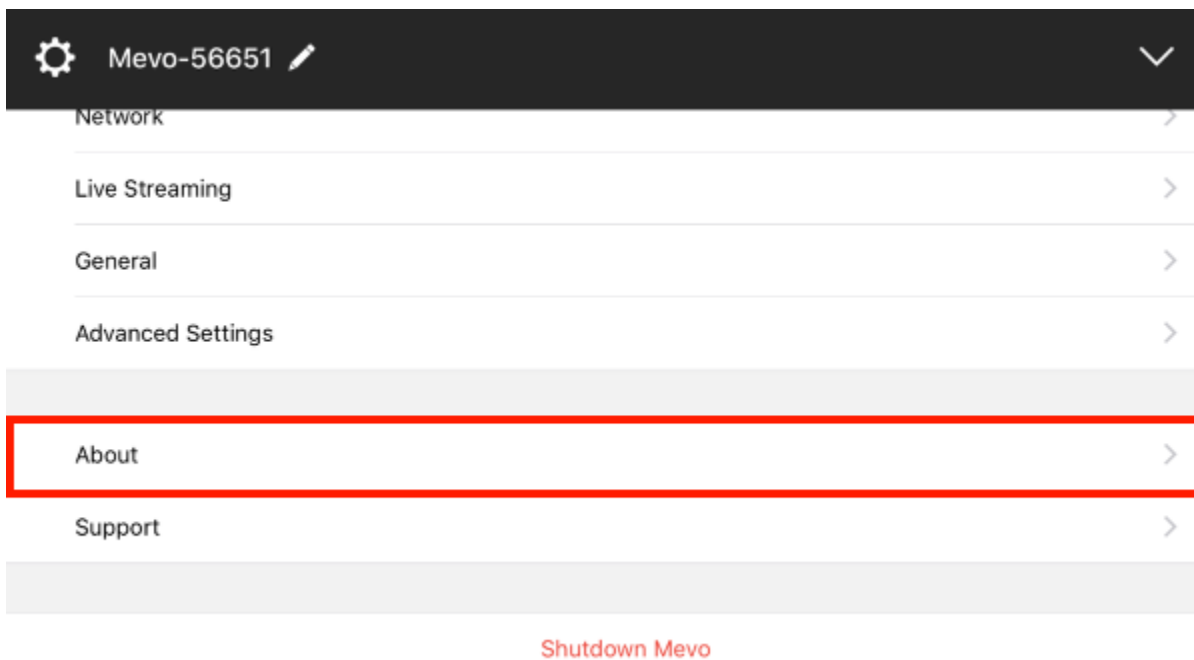 Mevo-56651
Network
Live Streaming
General
Advanced Settings
About
Support
Shutdown Mevo